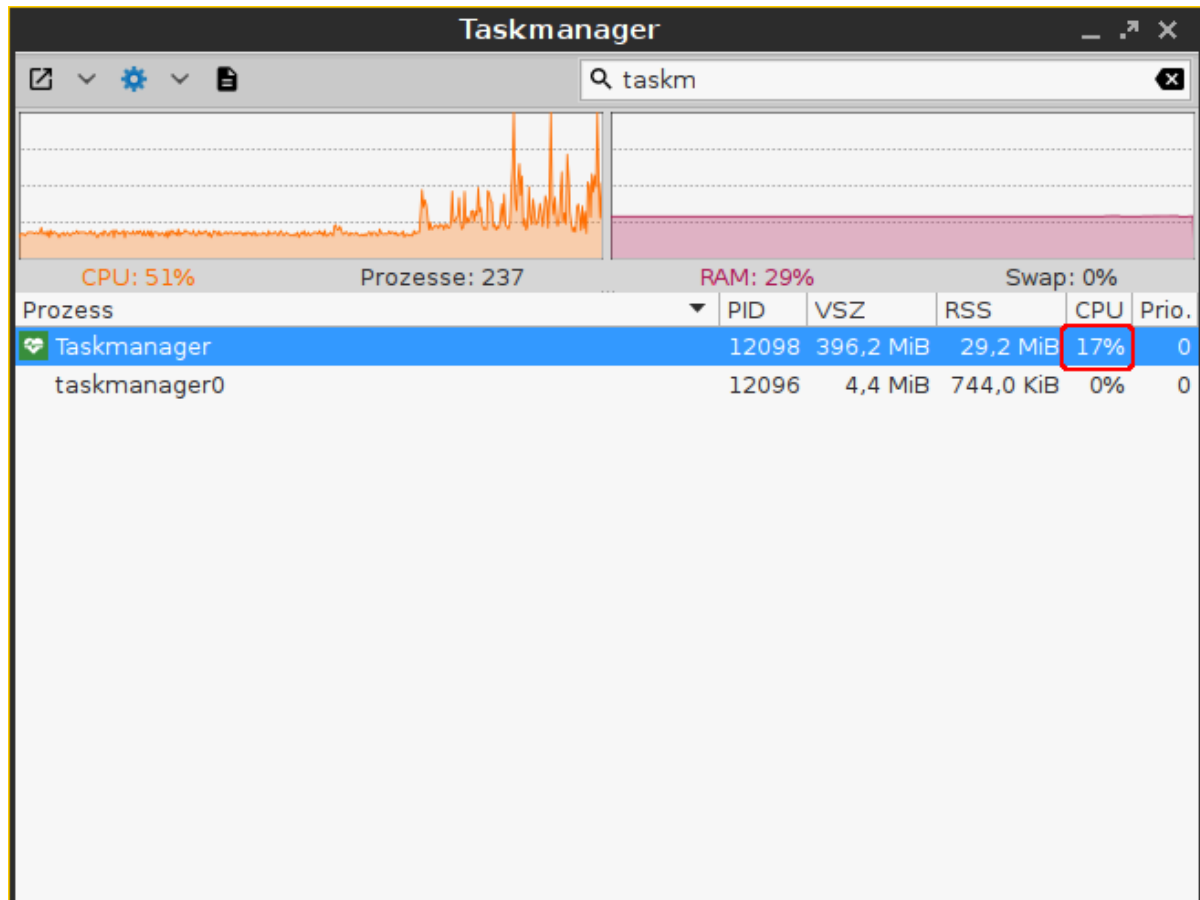 Taskmanager
taskm
CPU: 51% Prozesse: 237 RAM: 29% Swap: 0%
Prozess PID VSZ RSS CPU Prio.
Taskmanager 12098 396,2 MiB 29,2 MiB 17% 0
taskmanager0 12096 4,4 MiB 744,0 KiB 0% 0